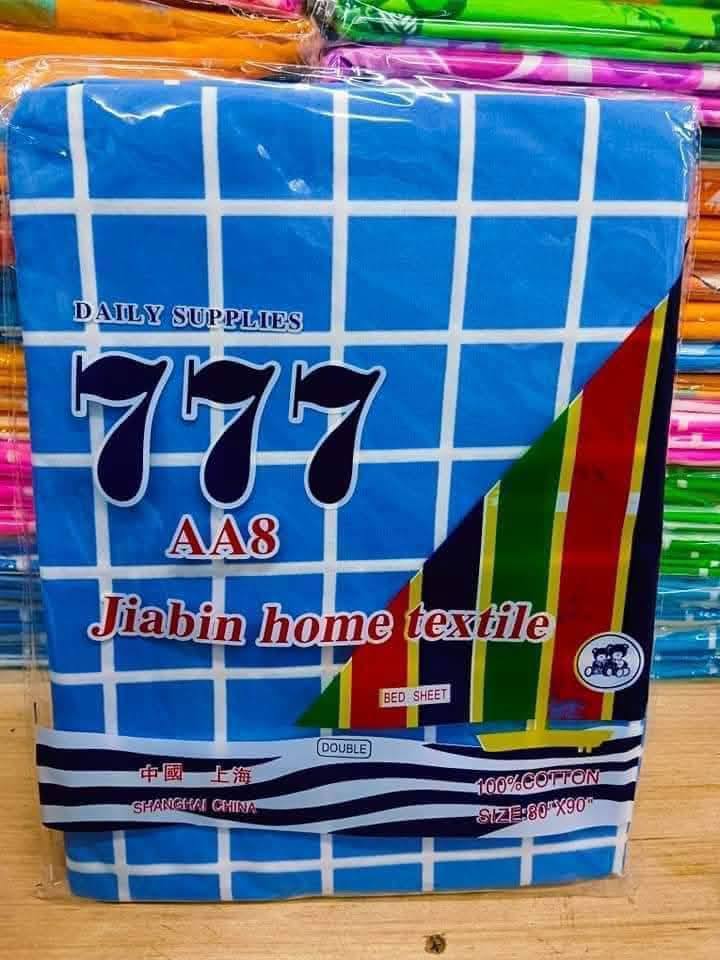 DAILY SUPPLIES
777
AA8
Jiabin home textile
BED SHEET
DOUBLE
中國 上海
SHANGHAI CHINA
100%COTTON
SIZE:80"X90"